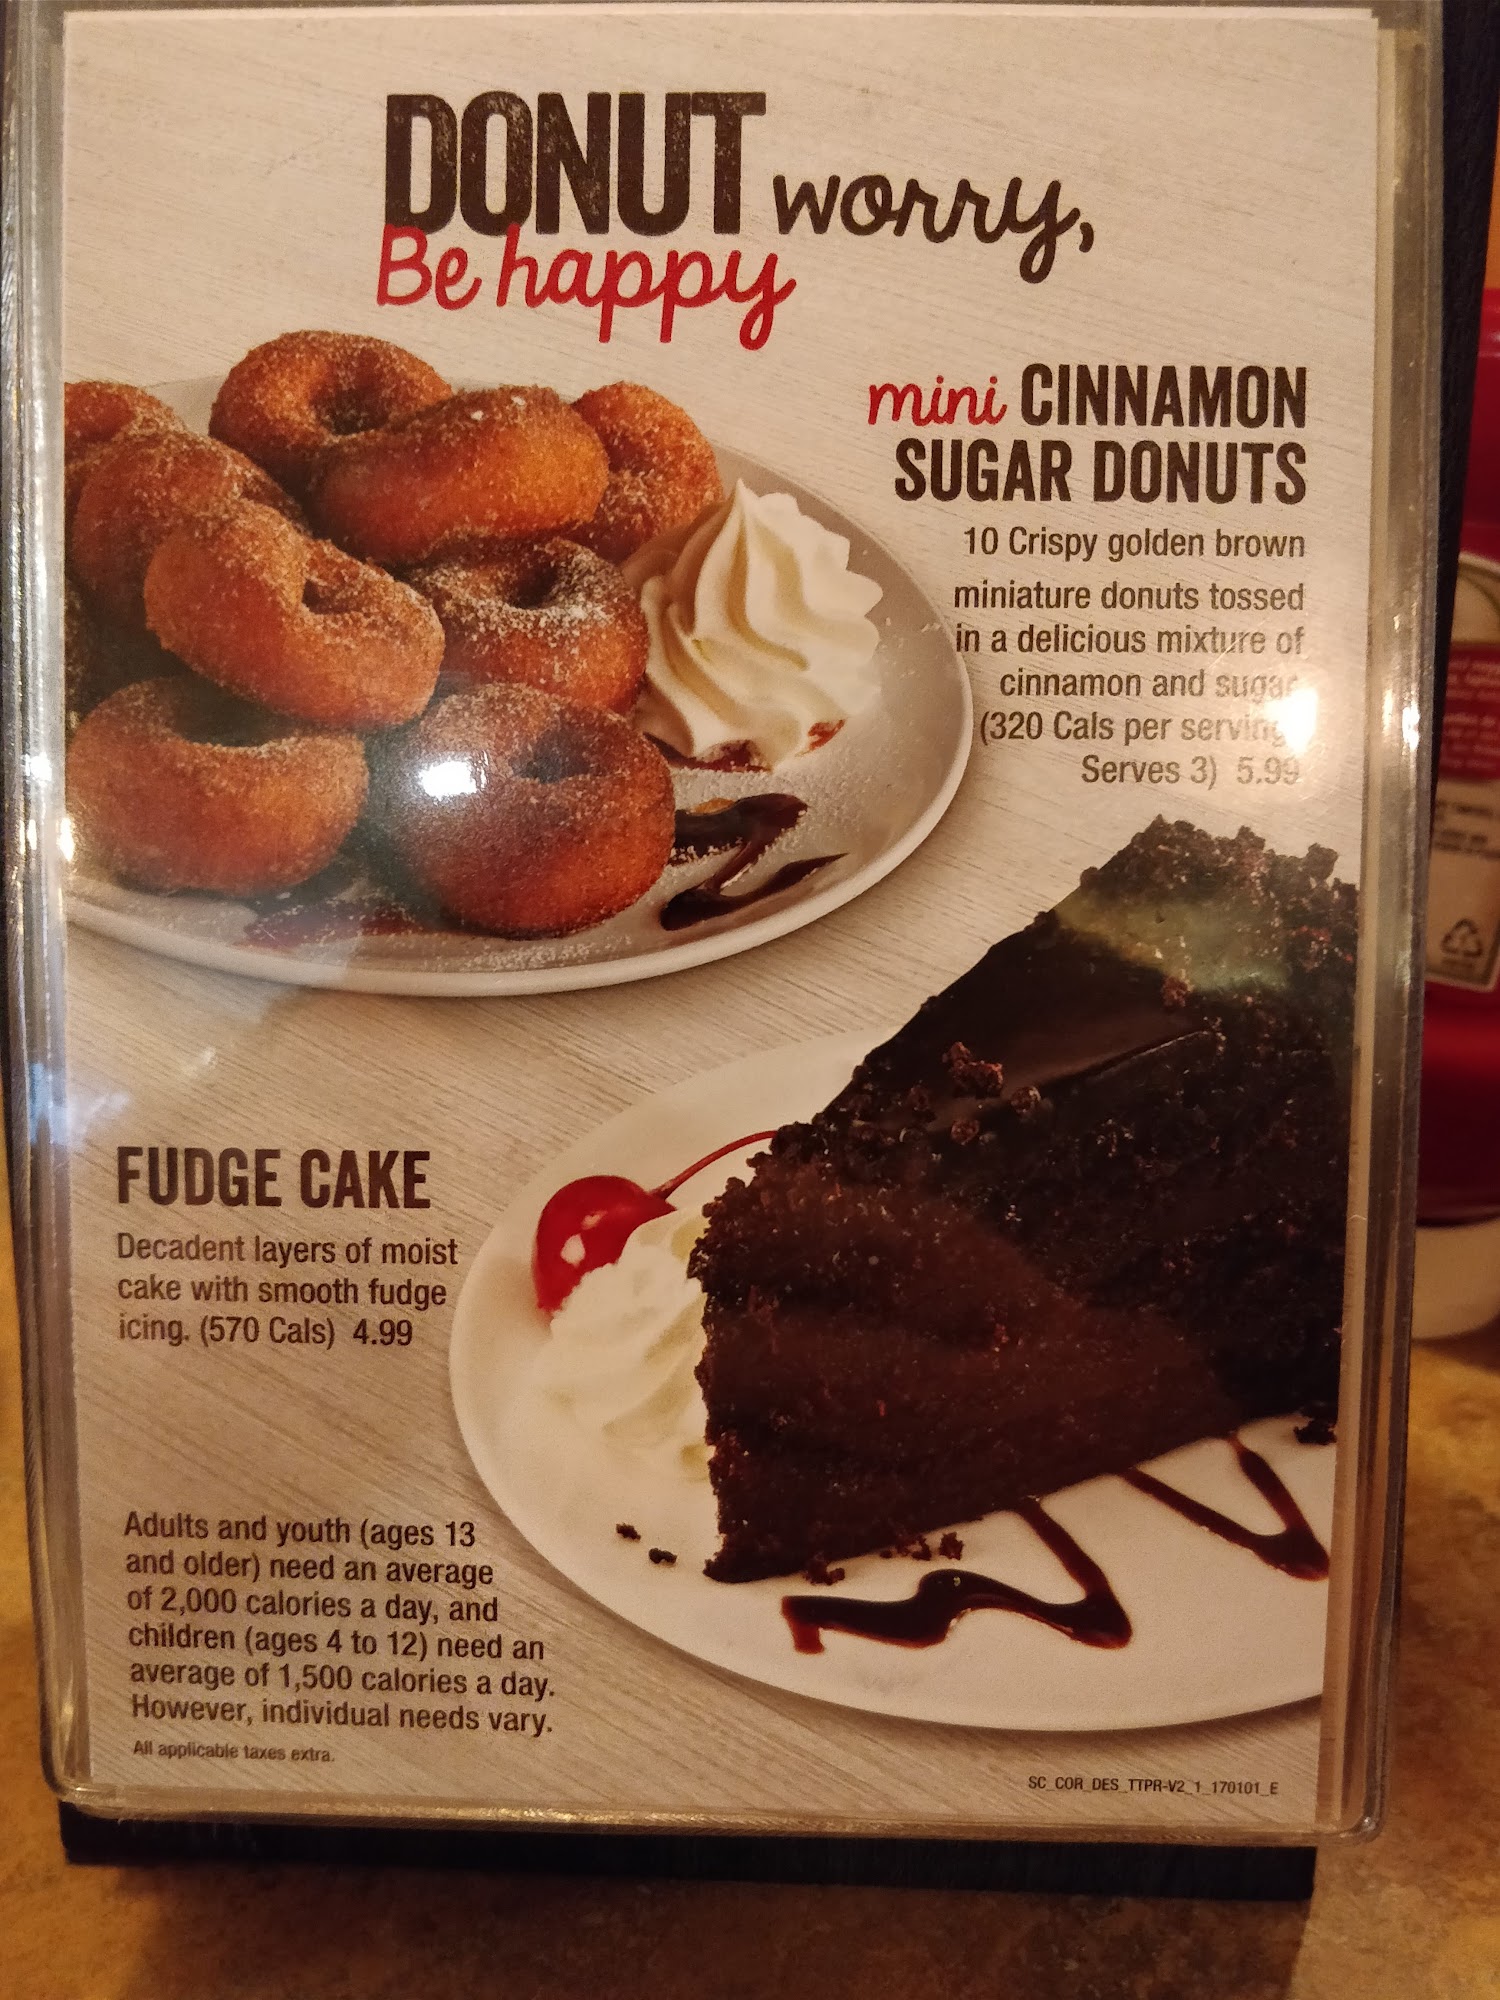 DONUT worry,
Be happy
mini CINNAMON
SUGAR DONUTS
10 Crispy golden brown
miniature donuts tossed
in a delicious mixture of
cinnamon and sugar
(320 Cals per serving
Serves 3) 5.99
FUDGE CAKE
Decadent layers of moist
cake with smooth fudge
icing. (570 Cals) 4.99
Adults and youth (ages 13
and older) need an average
of 2,000 calories a day, and
children (ages 4 to 12) need an
average of 1,500 calories a day.
However, individual needs vary.
All applicable taxes extra.
SC_COR_DES_TTPR-V2_1_170101_E